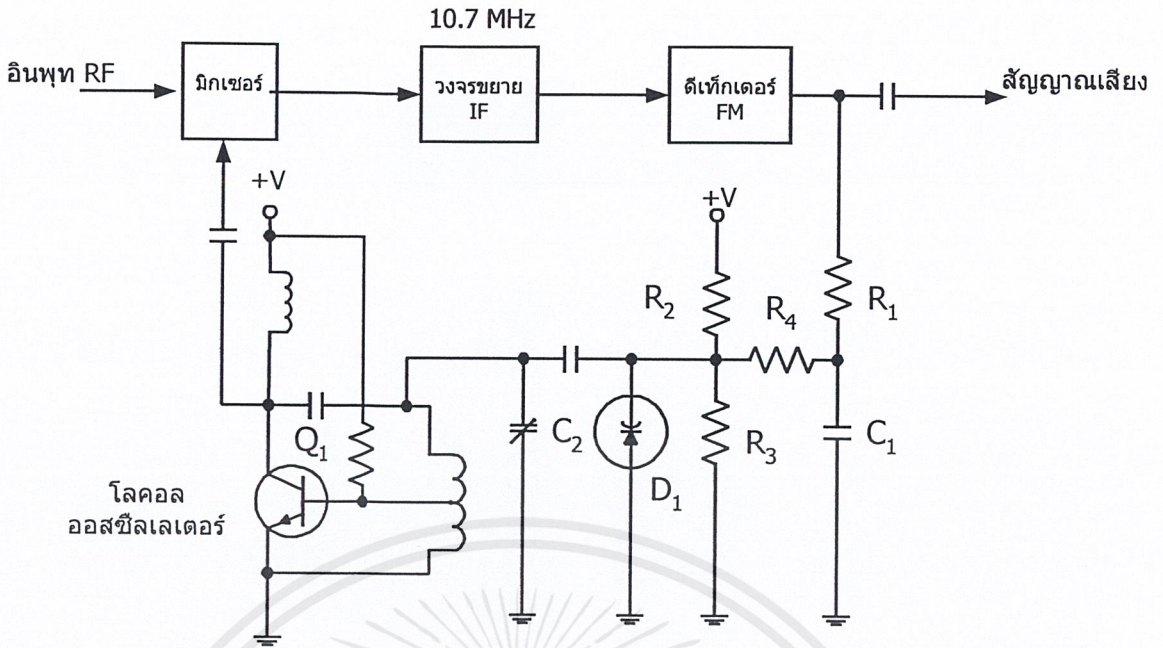 10.7 MHz
อินพุท RF
มิกเซอร์
วงจรขยาย
IF
ดีเท็กเตอร์
FM
สัญญาณเสียง
+V
+V
R2
R4
R1
Q1
C2
D1
R3
C1
โลคอล
ออสซิลเลเตอร์